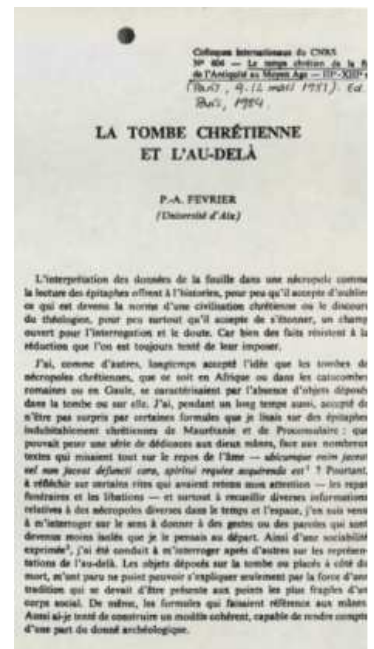 Colloques internationaux du CNRS
N° 604 — Le temps chrétien de la fi
de l'Antiquité au Moyen Age — IIIe-XIIIe s
(Paris, 9-12 mars 1981). Ed.
Paris, 1984.
LA TOMBE CHRÉTIENNE
ET L'AU-DELÀ
P.-A. FEVRIER
(Université d'Aix)
L'interprétation des données de la fouille dans une nécropole comme
la lecture des épitaphes offrent à l'historien, pour peu qu'il accepte d'oublier
ce qui est devenu la norme d'une civilisation chrétienne ou le discours
du théologien, pour peu surtout qu'il accepte de s'étonner, un champ
ouvert pour l'interrogation et le doute. Car bien des faits résistent à la
réduction que l'on est toujours tenté de leur imposer.
J'ai, comme d'autres, longtemps accepté l'idée que les tombes de
nécropoles chrétiennes, que ce soit en Afrique ou dans les catacombes
romaines ou en Gaule, se caractérisaient par l'absence d'objets déposés
dans la tombe ou sur elle. J'ai, pendant un long temps aussi, accepté de
n'être pas surpris par certaines formules que je lisais sur des épitaphes
indubitablement chrétiennes de Maurétanie et de Proconsulaire : que
pouvait peser une série de dédicaces aux dieux mânes, face aux nombreux
textes qui misaient tout sur le repos de l'âme — ubicumque enim jaceat
vel non jaceat defuncti caro, spiritui requies acquirenda est¹ ? Pourtant,
à réfléchir sur certains rites qui avaient retenu mon attention — les repas
funéraires et les libations — et surtout à recueillir diverses informations
relatives à des nécropoles diverses dans le temps et l'espace, j'en suis venu
à m'interroger sur le sens à donner à des gestes ou des paroles qui sont
devenus moins isolés que je le pensais au départ. Ainsi d'une sociabilité
exprimée², j'ai été conduit à m'interroger après d'autres sur les représen-
tations de l'au-delà. Les objets déposés sur la tombe ou placés à côté du
mort, m'ont paru ne point pouvoir s'expliquer seulement par la force d'une
tradition qui se devait d'être présente aux points les plus fragiles d'un
corps social. De même, les formules qui faisaient référence aux mânes.
Aussi ai-je tenté de construire un modèle cohérent, capable de rendre compte
d'une part du donné archéologique.